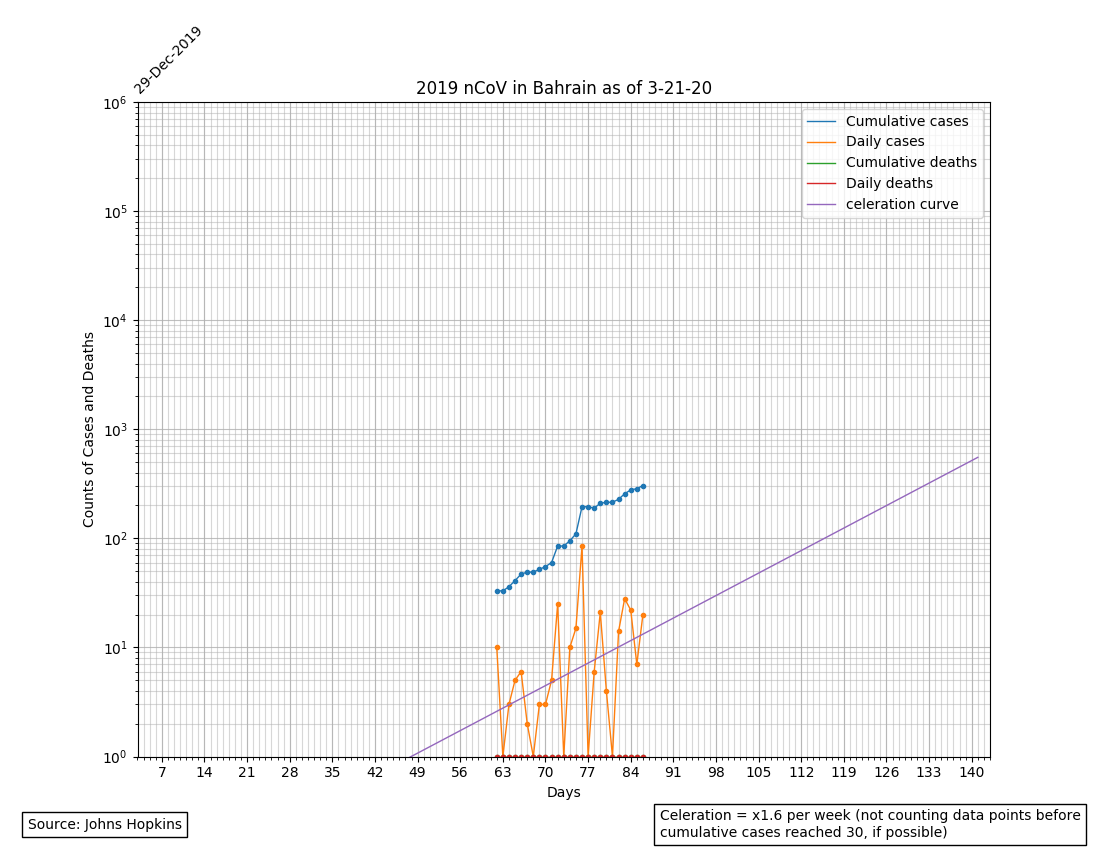 29-Dec-2019
2019 nCoV in Bahrain as of 3-21-20
Cumulative cases
Daily cases
Cumulative deaths
Daily deaths
celeration curve
Counts of Cases and Deaths
10^6
10^5
10^4
10^3
10^2
10^1
10^0
7 14 21 28 35 42 49 56 63 70 77 84 91 98 105 112 119 126 133 140
Days
Source: Johns Hopkins
Celeration = x1.6 per week (not counting data points before
cumulative cases reached 30, if possible)